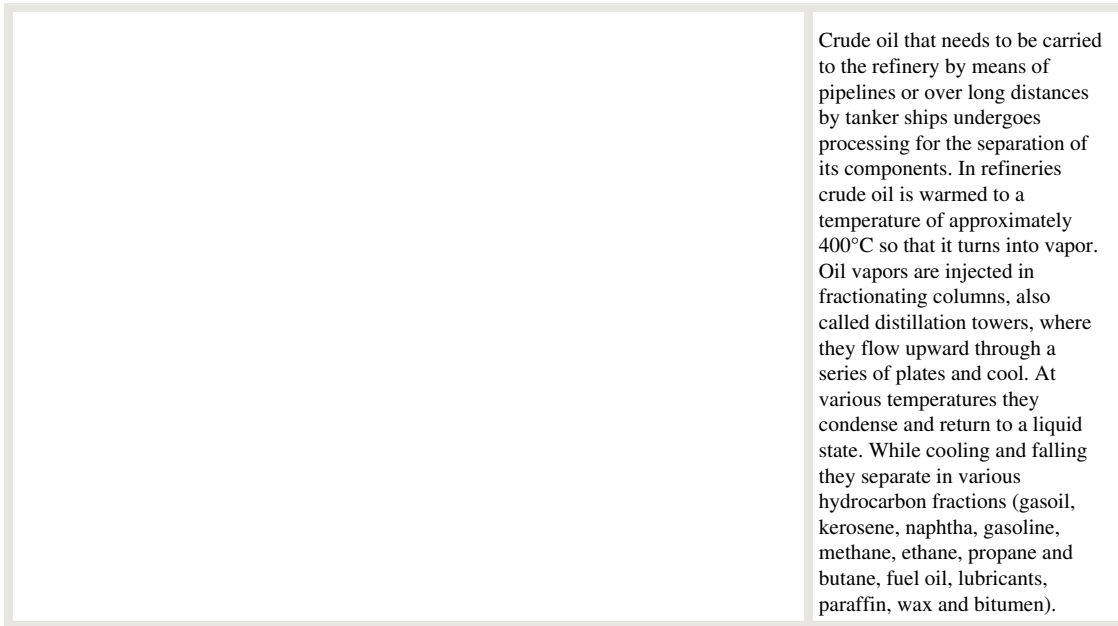 Crude oil that needs to be carried
to the refinery by means of
pipelines or over long distances
by tanker ships undergoes
processing for the separation of
its components. In refineries
crude oil is warmed to a
temperature of approximately
400°C so that it turns into vapor.
Oil vapors are injected in
fractionating columns, also
called distillation towers, where
they flow upward through a
series of plates and cool. At
various temperatures they
condense and return to a liquid
state. While cooling and falling
they separate in various
hydrocarbon fractions (gasoil,
kerosene, naphtha, gasoline,
methane, ethane, propane and
butane, fuel oil, lubricants,
paraffin, wax and bitumen).